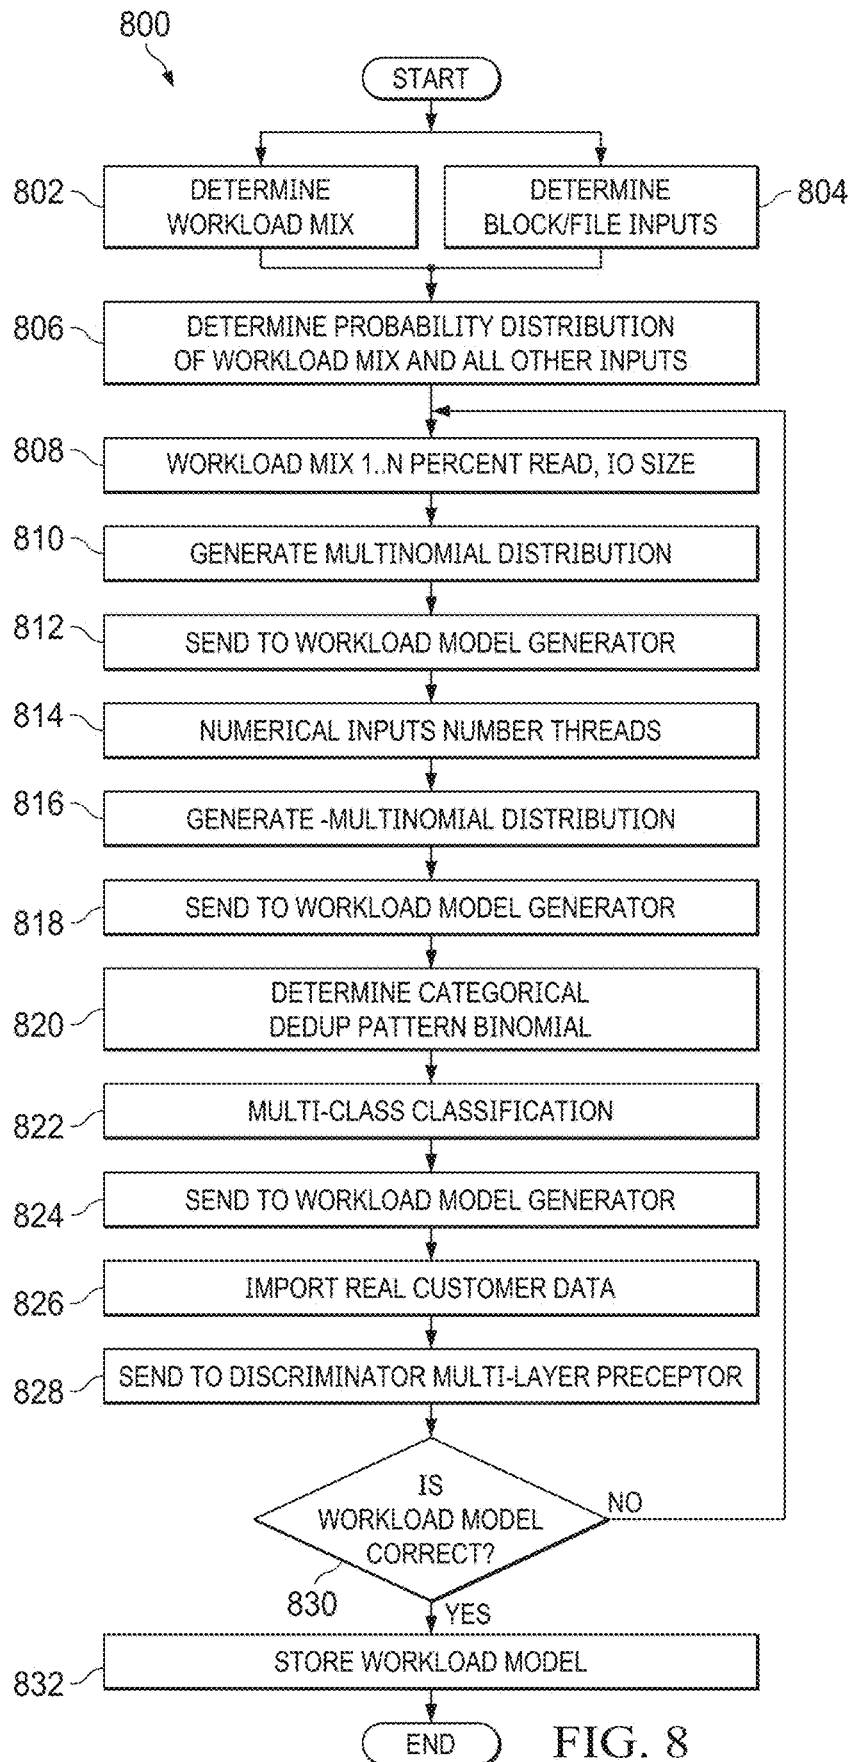 800
START
802
DETERMINE
WORKLOAD MIX
DETERMINE
BLOCK/FILE INPUTS
804
806
DETERMINE PROBABILITY DISTRIBUTION
OF WORKLOAD MIX AND ALL OTHER INPUTS
808
WORKLOAD MIX 1..N PERCENT READ, IO SIZE
810
GENERATE MULTINOMIAL DISTRIBUTION
812
SEND TO WORKLOAD MODEL GENERATOR
814
NUMERICAL INPUTS NUMBER THREADS
816
GENERATE -MULTINOMIAL DISTRIBUTION
818
SEND TO WORKLOAD MODEL GENERATOR
820
DETERMINE CATEGORICAL
DEDUP PATTERN BINOMIAL
822
MULTI-CLASS CLASSIFICATION
824
SEND TO WORKLOAD MODEL GENERATOR
826
IMPORT REAL CUSTOMER DATA
828
SEND TO DISCRIMINATOR MULTI-LAYER PRECEPTOR
IS
WORKLOAD MODEL
CORRECT?
NO
830
YES
832
STORE WORKLOAD MODEL
END
FIG. 8